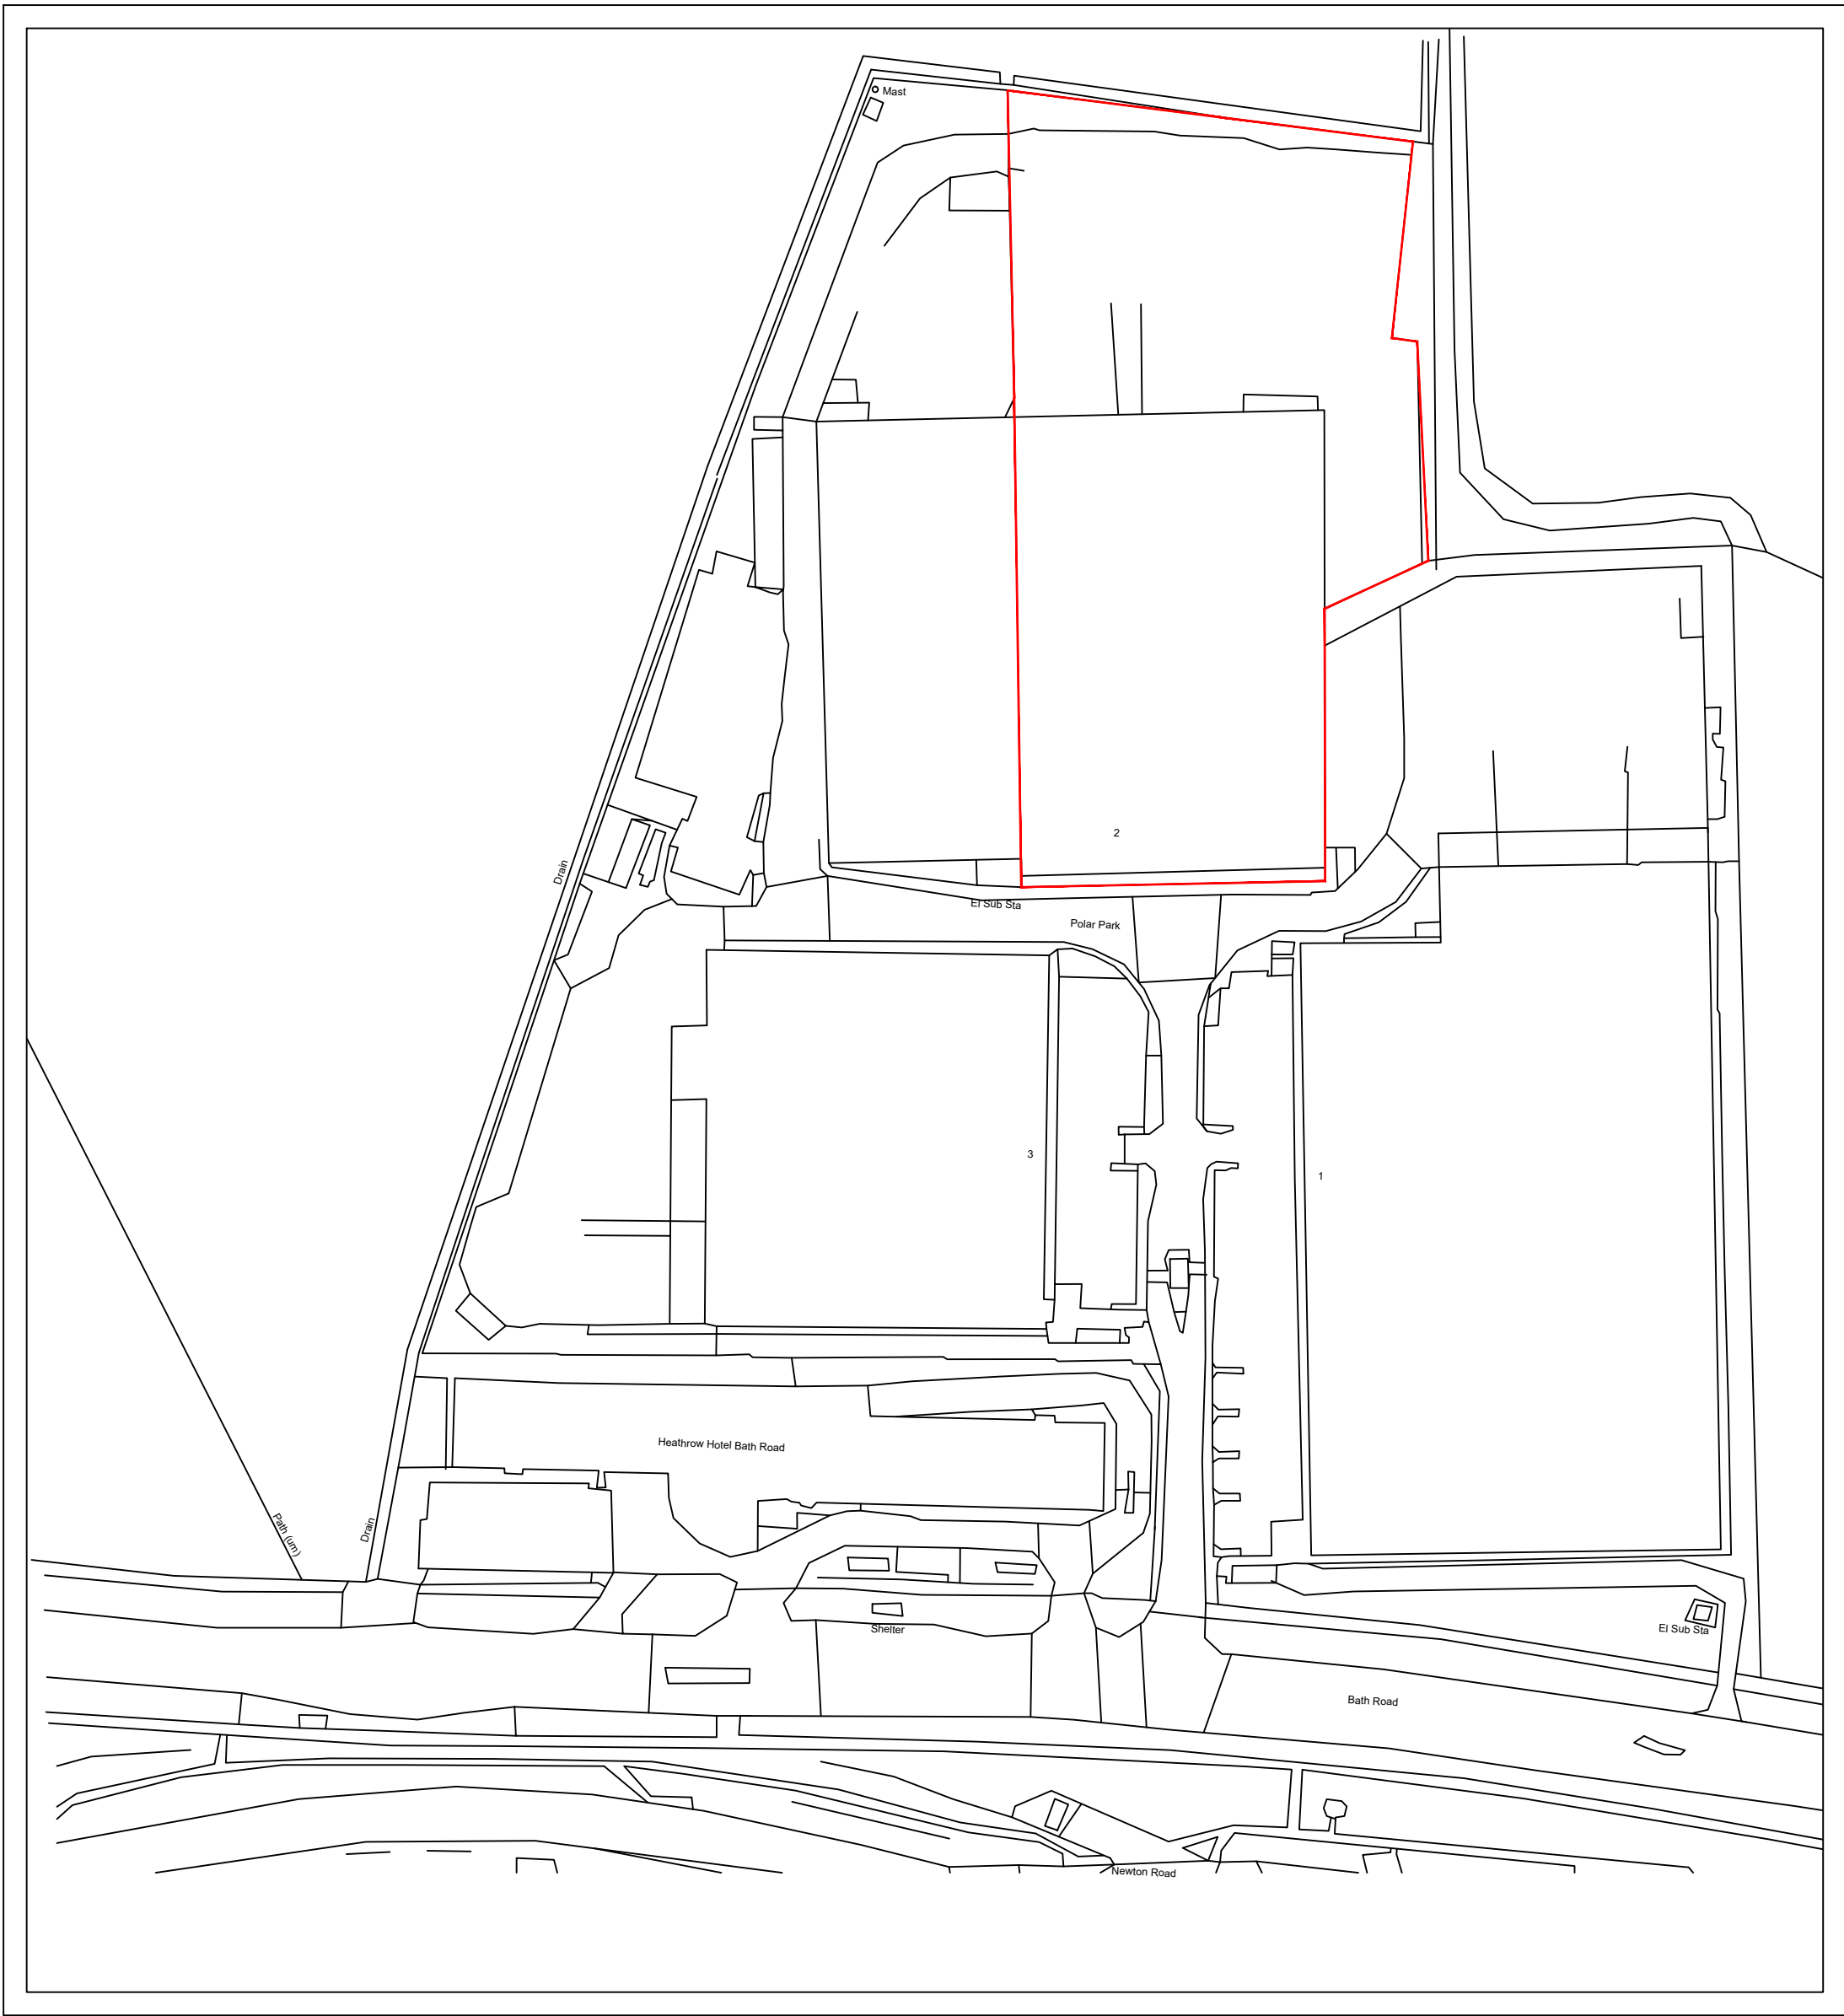 Mast
2
Drain
El Sub Sta
Polar Park
3
1
Heathrow Hotel Bath Road
Path (um)
Drain
Shelter
El Sub Sta
Bath Road
Newton Road